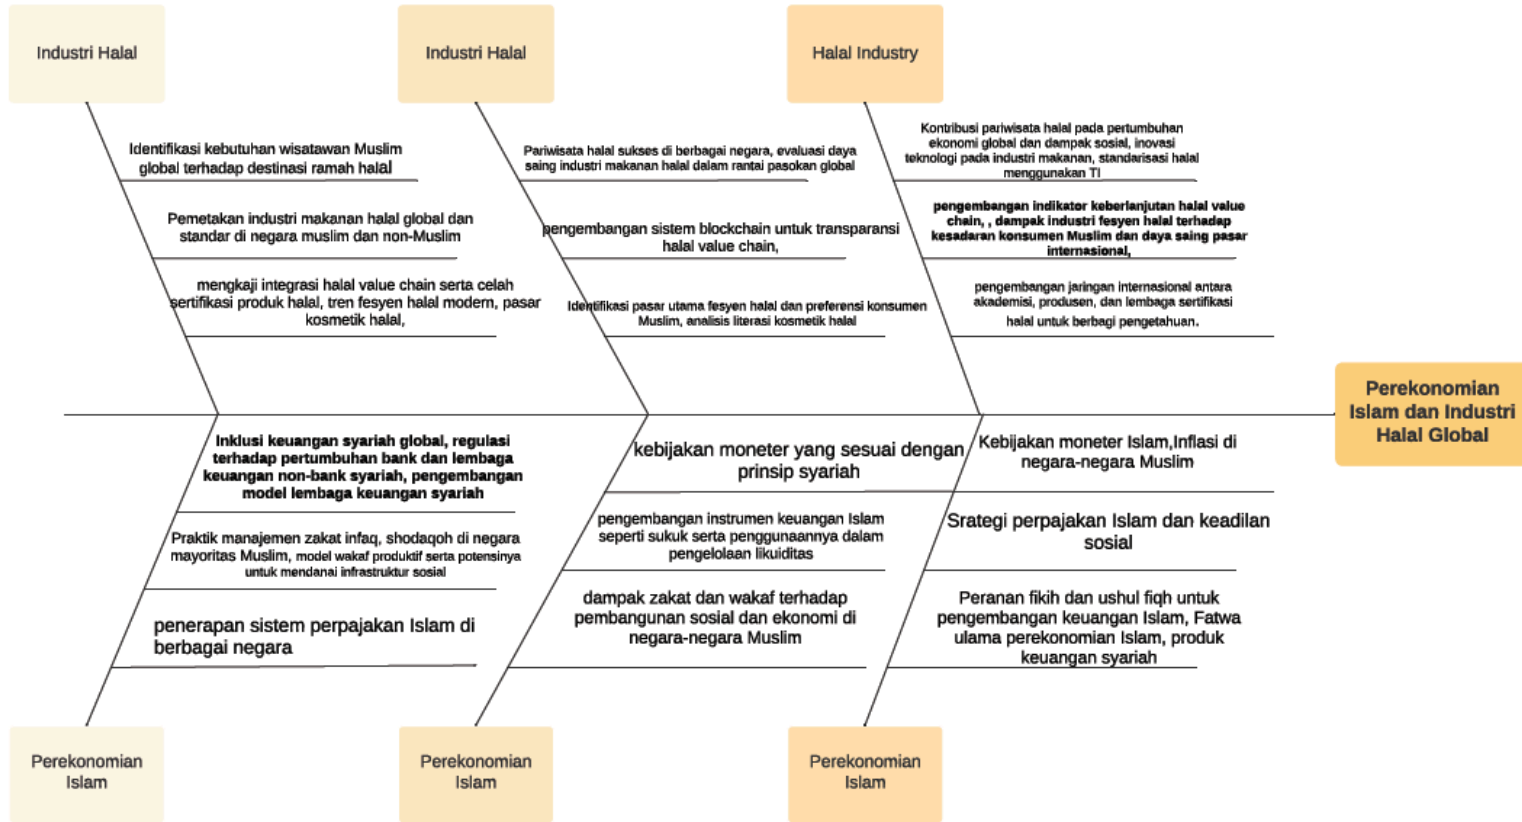 Industri Halal
Industri Halal
Halal Industry
Identifikasi kebutuhan wisatawan Muslim
global terhadap destinasi ramah halal
Pemetakan industri makanan halal global dan
standar di negara muslim dan non-Muslim
mengkaji integrasi halal value chain serta celah
sertifikasi produk halal, tren fesyen halal modern, pasar
kosmetik halal,
Pariwisata halal sukses di berbagai negara, evaluasi daya
saing industri makanan halal dalam rantai pasokan global
pengembangan sistem blockchain untuk transparansi
halal value chain,
Identifikasi pasar utama fesyen halal dan preferensi konsumen
Muslim, analisis literasi kosmetik halal
Kontribusi pariwisata halal pada pertumbuhan
ekonomi global dan dampak sosial, inovasi
teknologi pada industri makanan, standarisasi halal
menggunakan TI
pengembangan indikator keberlanjutan halal value
chain, , dampak industri fesyen halal terhadap
kesadaran konsumen Muslim dan daya saing pasar
internasional,
pengembangan jaringan internasional antara
akademisi, produsen, dan lembaga sertifikasi
halal untuk berbagi pengetahuan.
Perekonomian
Islam dan Industri
Halal Global
Inklusi keuangan syariah global, regulasi
terhadap pertumbuhan bank dan lembaga
keuangan non-bank syariah, pengembangan
model lembaga keuangan syariah
Praktik manajemen zakat infaq, shodaqoh di negara
mayoritas Muslim, model wakaf produktif serta potensinya
untuk mendanai infrastruktur sosial
penerapan sistem perpajakan Islam di
berbagai negara
kebijakan moneter yang sesuai dengan
prinsip syariah
pengembangan instrumen keuangan Islam
seperti sukuk serta penggunaannya dalam
pengelolaan likuiditas
dampak zakat dan wakaf terhadap
pembangunan sosial dan ekonomi di
negara-negara Muslim
Kebijakan moneter Islam,Inflasi di
negara-negara Muslim
Srategi perpajakan Islam dan keadilan
sosial
Peranan fikih dan ushul fiqh untuk
pengembangan keuangan Islam, Fatwa
ulama perekonomian Islam, produk
keuangan syariah
Perekonomian
Islam
Perekonomian
Islam
Perekonomian
Islam